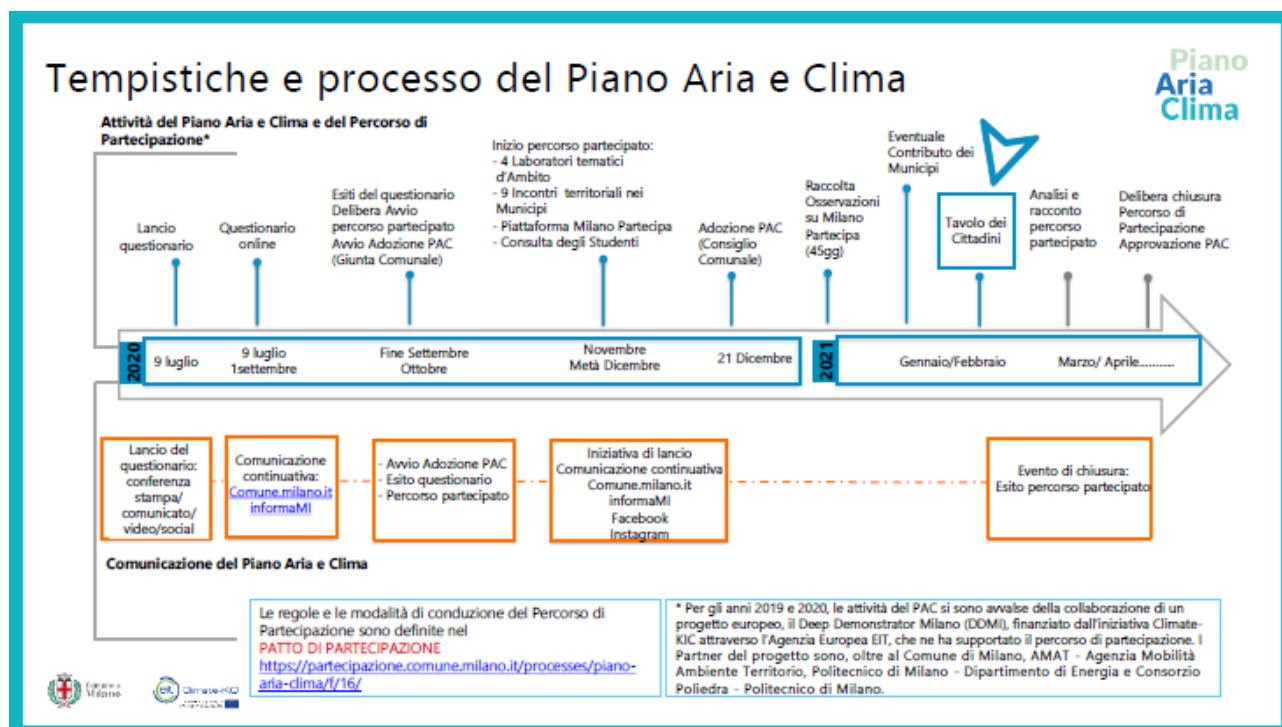 Tempistiche e processo del Piano Aria e Clima
Piano
Aria
Clima
Attività del Piano Aria e Clima e del Percorso di
Partecipazione*
Lancio
questionario
Questionario
online
Esiti del questionario
Delibera Avvio
percorso partecipato
Avvio Adozione PAC
(Giunta Comunale)
Inizio percorso partecipato:
- 4 Laboratori tematici
d'Ambito
- 9 Incontri territoriali nei
Municipi
- Piattaforma Milano Partecipa
- Consulta degli Studenti
Adozione PAC
(Consiglio
Comunale)
Raccolta
Osservazioni
su Milano
Partecipa
(45gg)
Eventuale
Contributo dei
Municipi
Tavolo dei
Cittadini
Analisi e
racconto
percorso
partecipato
Delibera chiusura
Percorso di
Partecipazione
Approvazione PAC
2020
9 luglio
9 luglio
1settembre
Fine Settembre
Ottobre
Novembre
Metà Dicembre
21 Dicembre
2021
Gennaio/Febbraio
Marzo/ Aprile..........
Lancio del
questionario:
conferenza
stampa/
comunicato/
video/social
Comunicazione
continuativa:
Comune.milano.it
informaMI
- Avvio Adozione PAC
- Esito questionario
- Percorso partecipato
Iniziativa di lancio
Comunicazione continuativa
Comune.milano.it
informaMI
Facebook
Instagram
Evento di chiusura:
Esito percorso partecipato
Comunicazione del Piano Aria e Clima
Le regole e le modalità di conduzione del Percorso di
Partecipazione sono definite nel
PATTO DI PARTECIPAZIONE
https://partecipazione.comune.milano.it/processes/piano-
aria-clima/f/16/
* Per gli anni 2019 e 2020, le attività del PAC si sono avvalse della collaborazione di un
progetto europeo, il Deep Demonstrator Milano (DDMI), finanziato dall'iniziativa Climate-
KIC attraverso l'Agenzia Europea EIT, che ne ha supportato il percorso di partecipazione. I
Partner del progetto sono, oltre al Comune di Milano, AMAT - Agenzia Mobilità
Ambiente Territorio, Politecnico di Milano - Dipartimento di Energia e Consorzio
Poliedra - Politecnico di Milano.
Comune di
Milano
eit
Climate-KIC